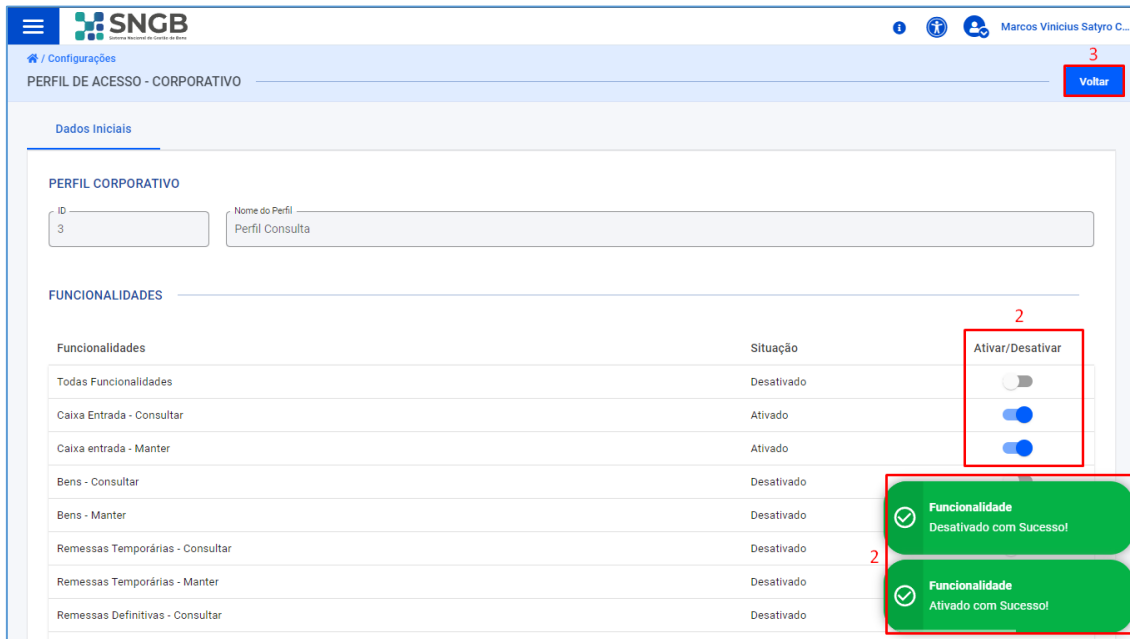 SNGB
Sistema Nacional de Gestão de Bens
Marcos Vinicius Satyro C...
/ Configurações
3
PERFIL DE ACESSO - CORPORATIVO
Voltar
Dados Iniciais
PERFIL CORPORATIVO
ID
3
Nome do Perfil
Perfil Consulta
FUNCIONALIDADES
2
Funcionalidades Situação Ativar/Desativar
Todas Funcionalidades Desativado
Caixa Entrada - Consultar Ativado
Caixa entrada - Manter Ativado
Bens - Consultar Desativado
Bens - Manter Desativado
Remessas Temporárias - Consultar Desativado
Remessas Temporárias - Manter Desativado
Remessas Definitivas - Consultar Desativado
2
Funcionalidade
Desativado com Sucesso!
Funcionalidade
Ativado com Sucesso!